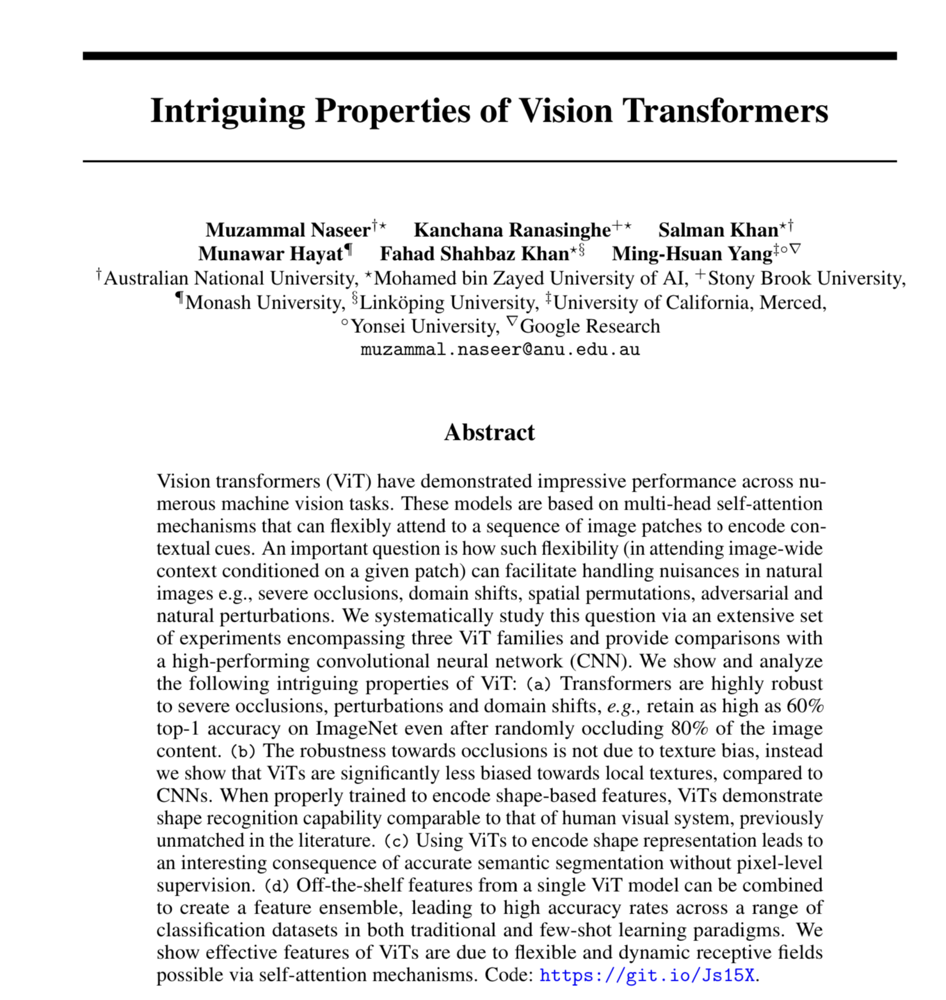 Intriguing Properties of Vision Transformers
Muzammal Naseer†⋆ Kanchana Ranasinghe+⋆ Salman Khan⋆†
Munawar Hayat¶ Fahad Shahbaz Khan⋆§ Ming-Hsuan Yang‡○▽
†Australian National University, ⋆Mohamed bin Zayed University of AI, +Stony Brook University,
¶Monash University, §Linköping University, ‡University of California, Merced,
○Yonsei University, ▽Google Research
muzammal.naseer@anu.edu.au
Abstract
Vision transformers (ViT) have demonstrated impressive performance across nu-
merous machine vision tasks. These models are based on multi-head self-attention
mechanisms that can flexibly attend to a sequence of image patches to encode con-
textual cues. An important question is how such flexibility (in attending image-wide
context conditioned on a given patch) can facilitate handling nuisances in natural
images e.g., severe occlusions, domain shifts, spatial permutations, adversarial and
natural perturbations. We systematically study this question via an extensive set
of experiments encompassing three ViT families and provide comparisons with
a high-performing convolutional neural network (CNN). We show and analyze
the following intriguing properties of ViT: (a) Transformers are highly robust
to severe occlusions, perturbations and domain shifts, e.g., retain as high as 60%
top-1 accuracy on ImageNet even after randomly occluding 80% of the image
content. (b) The robustness towards occlusions is not due to texture bias, instead
we show that ViTs are significantly less biased towards local textures, compared to
CNNs. When properly trained to encode shape-based features, ViTs demonstrate
shape recognition capability comparable to that of human visual system, previously
unmatched in the literature. (c) Using ViTs to encode shape representation leads to
an interesting consequence of accurate semantic segmentation without pixel-level
supervision. (d) Off-the-shelf features from a single ViT model can be combined
to create a feature ensemble, leading to high accuracy rates across a range of
classification datasets in both traditional and few-shot learning paradigms. We
show effective features of ViTs are due to flexible and dynamic receptive fields
possible via self-attention mechanisms. Code: https://git.io/Js15X.